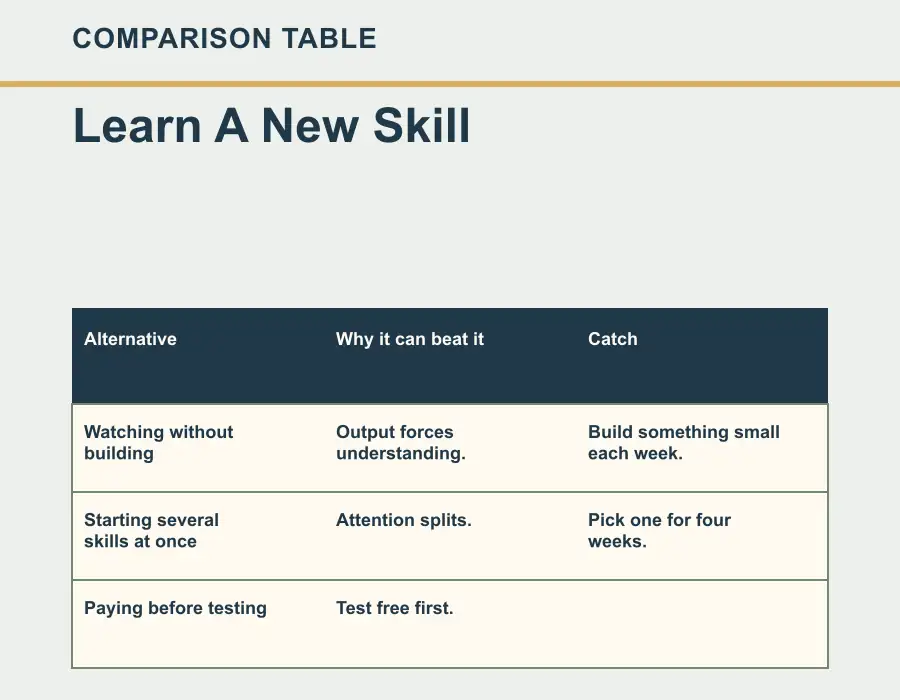 COMPARISON TABLE
Learn A New Skill
Alternative
Why it can beat it
Catch
Watching without
building
Output forces
understanding.
Build something small
each week.
Starting several
skills at once
Attention splits.
Pick one for four
weeks.
Paying before testing
Test free first.